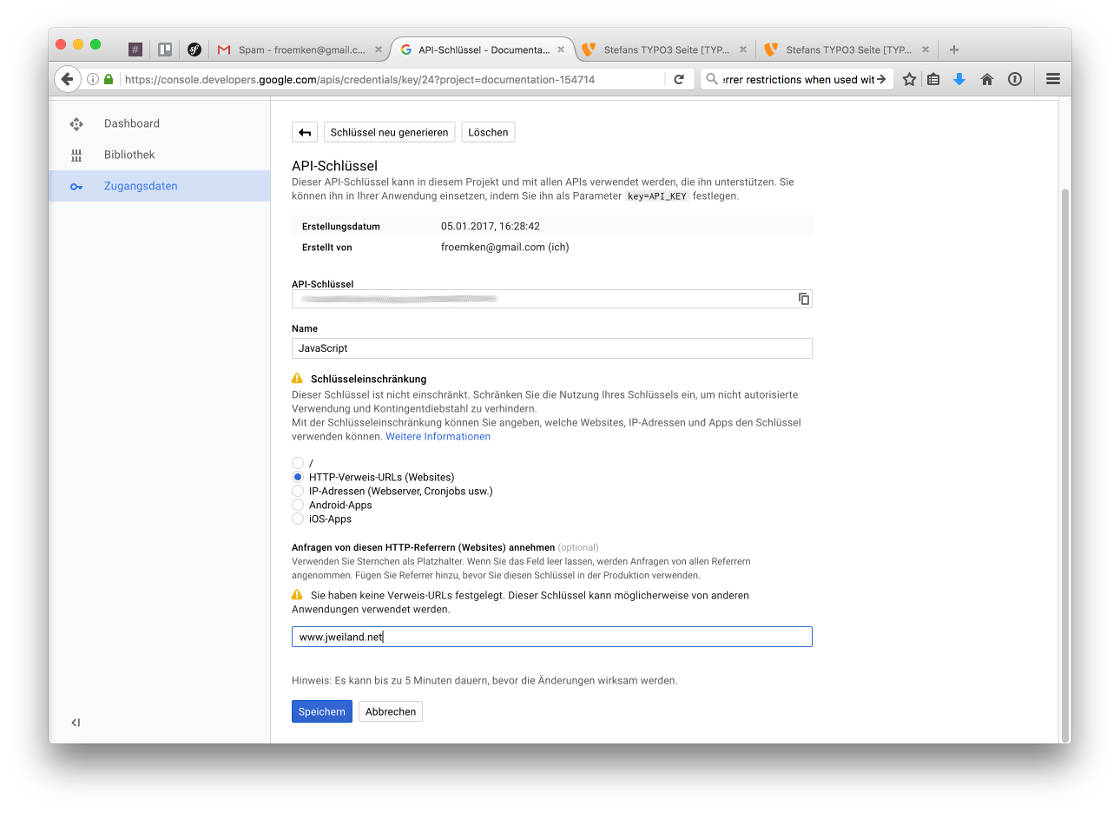 Spam - froemken@gmail.c...
API-Schlüssel - Documenta...
Stefans TYPO3 Seite [TYP...
Stefans TYPO3 Seite [TYP...
https://console.developers.google.com/apis/credentials/key/24?project=documentation-154714
rrer restrictions when used wit
Dashboard
Bibliothek
Zugangsdaten
Schlüssel neu generieren
Löschen
API-Schlüssel
Dieser API-Schlüssel kann in diesem Projekt und mit allen APIs verwendet werden, die ihn unterstützen. Sie
können ihn in Ihrer Anwendung einsetzen, indem Sie ihn als Parameter key=API_KEY festlegen.
Erstellungsdatum 05.01.2017, 16:28:42
Erstellt von froemken@gmail.com (ich)
API-Schlüssel
Name
JavaScript
Schlüsseleinschränkung
Dieser Schlüssel ist nicht einschränkt. Schränken Sie die Nutzung Ihres Schlüssels ein, um nicht autorisierte
Verwendung und Kontingentdiebstahl zu verhindern.
Mit der Schlüsseleinschränkung können Sie angeben, welche Websites, IP-Adressen und Apps den Schlüssel
verwenden können. Weitere Informationen
/
HTTP-Verweis-URLs (Websites)
IP-Adressen (Webserver, Cronjobs usw.)
Android-Apps
iOS-Apps
Anfragen von diesen HTTP-Referrern (Websites) annehmen (optional)
Verwenden Sie Sternchen als Platzhalter. Wenn Sie das Feld leer lassen, werden Anfragen von allen Referrern
angenommen. Fügen Sie Referrer hinzu, bevor Sie diesen Schlüssel in der Produktion verwenden.
Sie haben keine Verweis-URLs festgelegt. Dieser Schlüssel kann möglicherweise von anderen
Anwendungen verwendet werden.
www.jweiland.net
Hinweis: Es kann bis zu 5 Minuten dauern, bevor die Änderungen wirksam werden.
Speichern
Abbrechen